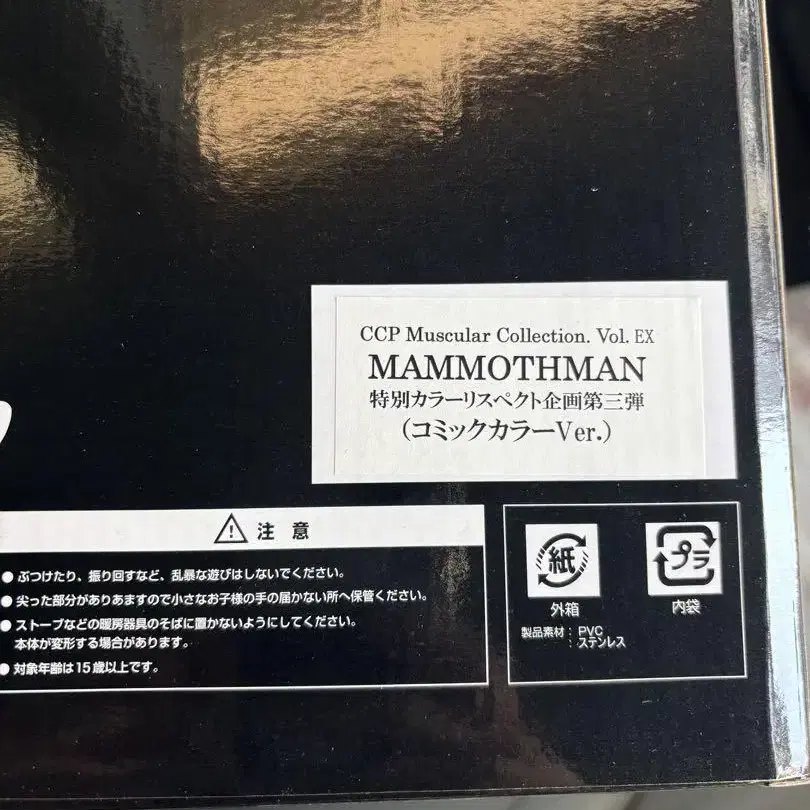 CCP Muscular Collection. Vol. EX
MAMMOTHMAN
特別カラーリスペクト企画第三弾
(コミックカラーVer.)
注 意
● ぶつけたり、振り回すなど、乱暴な遊びはしないでください。
● 尖った部分がありあますので小さなお子様の手の届かない所へ保管ください。
● ストーブなどの暖房器具のそばに置かないようにしてください。
本体が変形する場合があります。
● 対象年齢は15歳以上です。
紙
外箱
プラ
内袋
製品素材 : PVC
: ステンレス